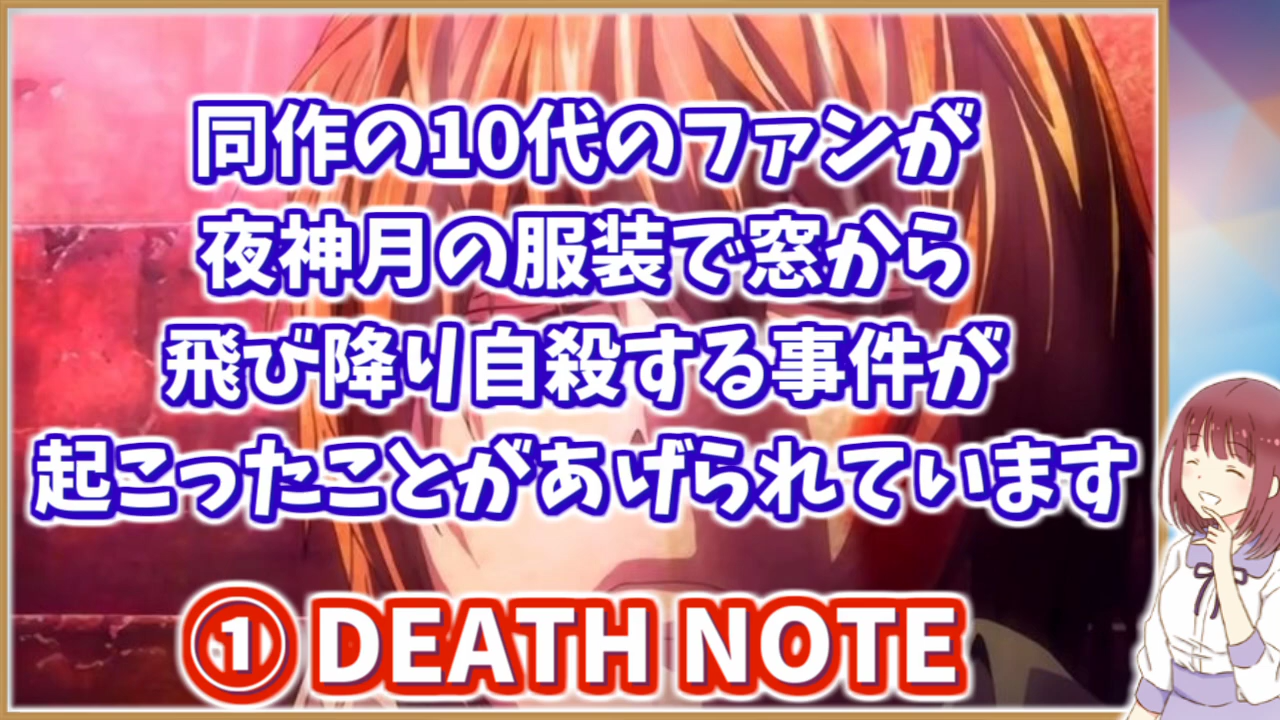 同作の10代のファンが
夜神月の服装で窓から
飛び降り自殺する事件が
起こったことがあげられています
① DEATH NOTE